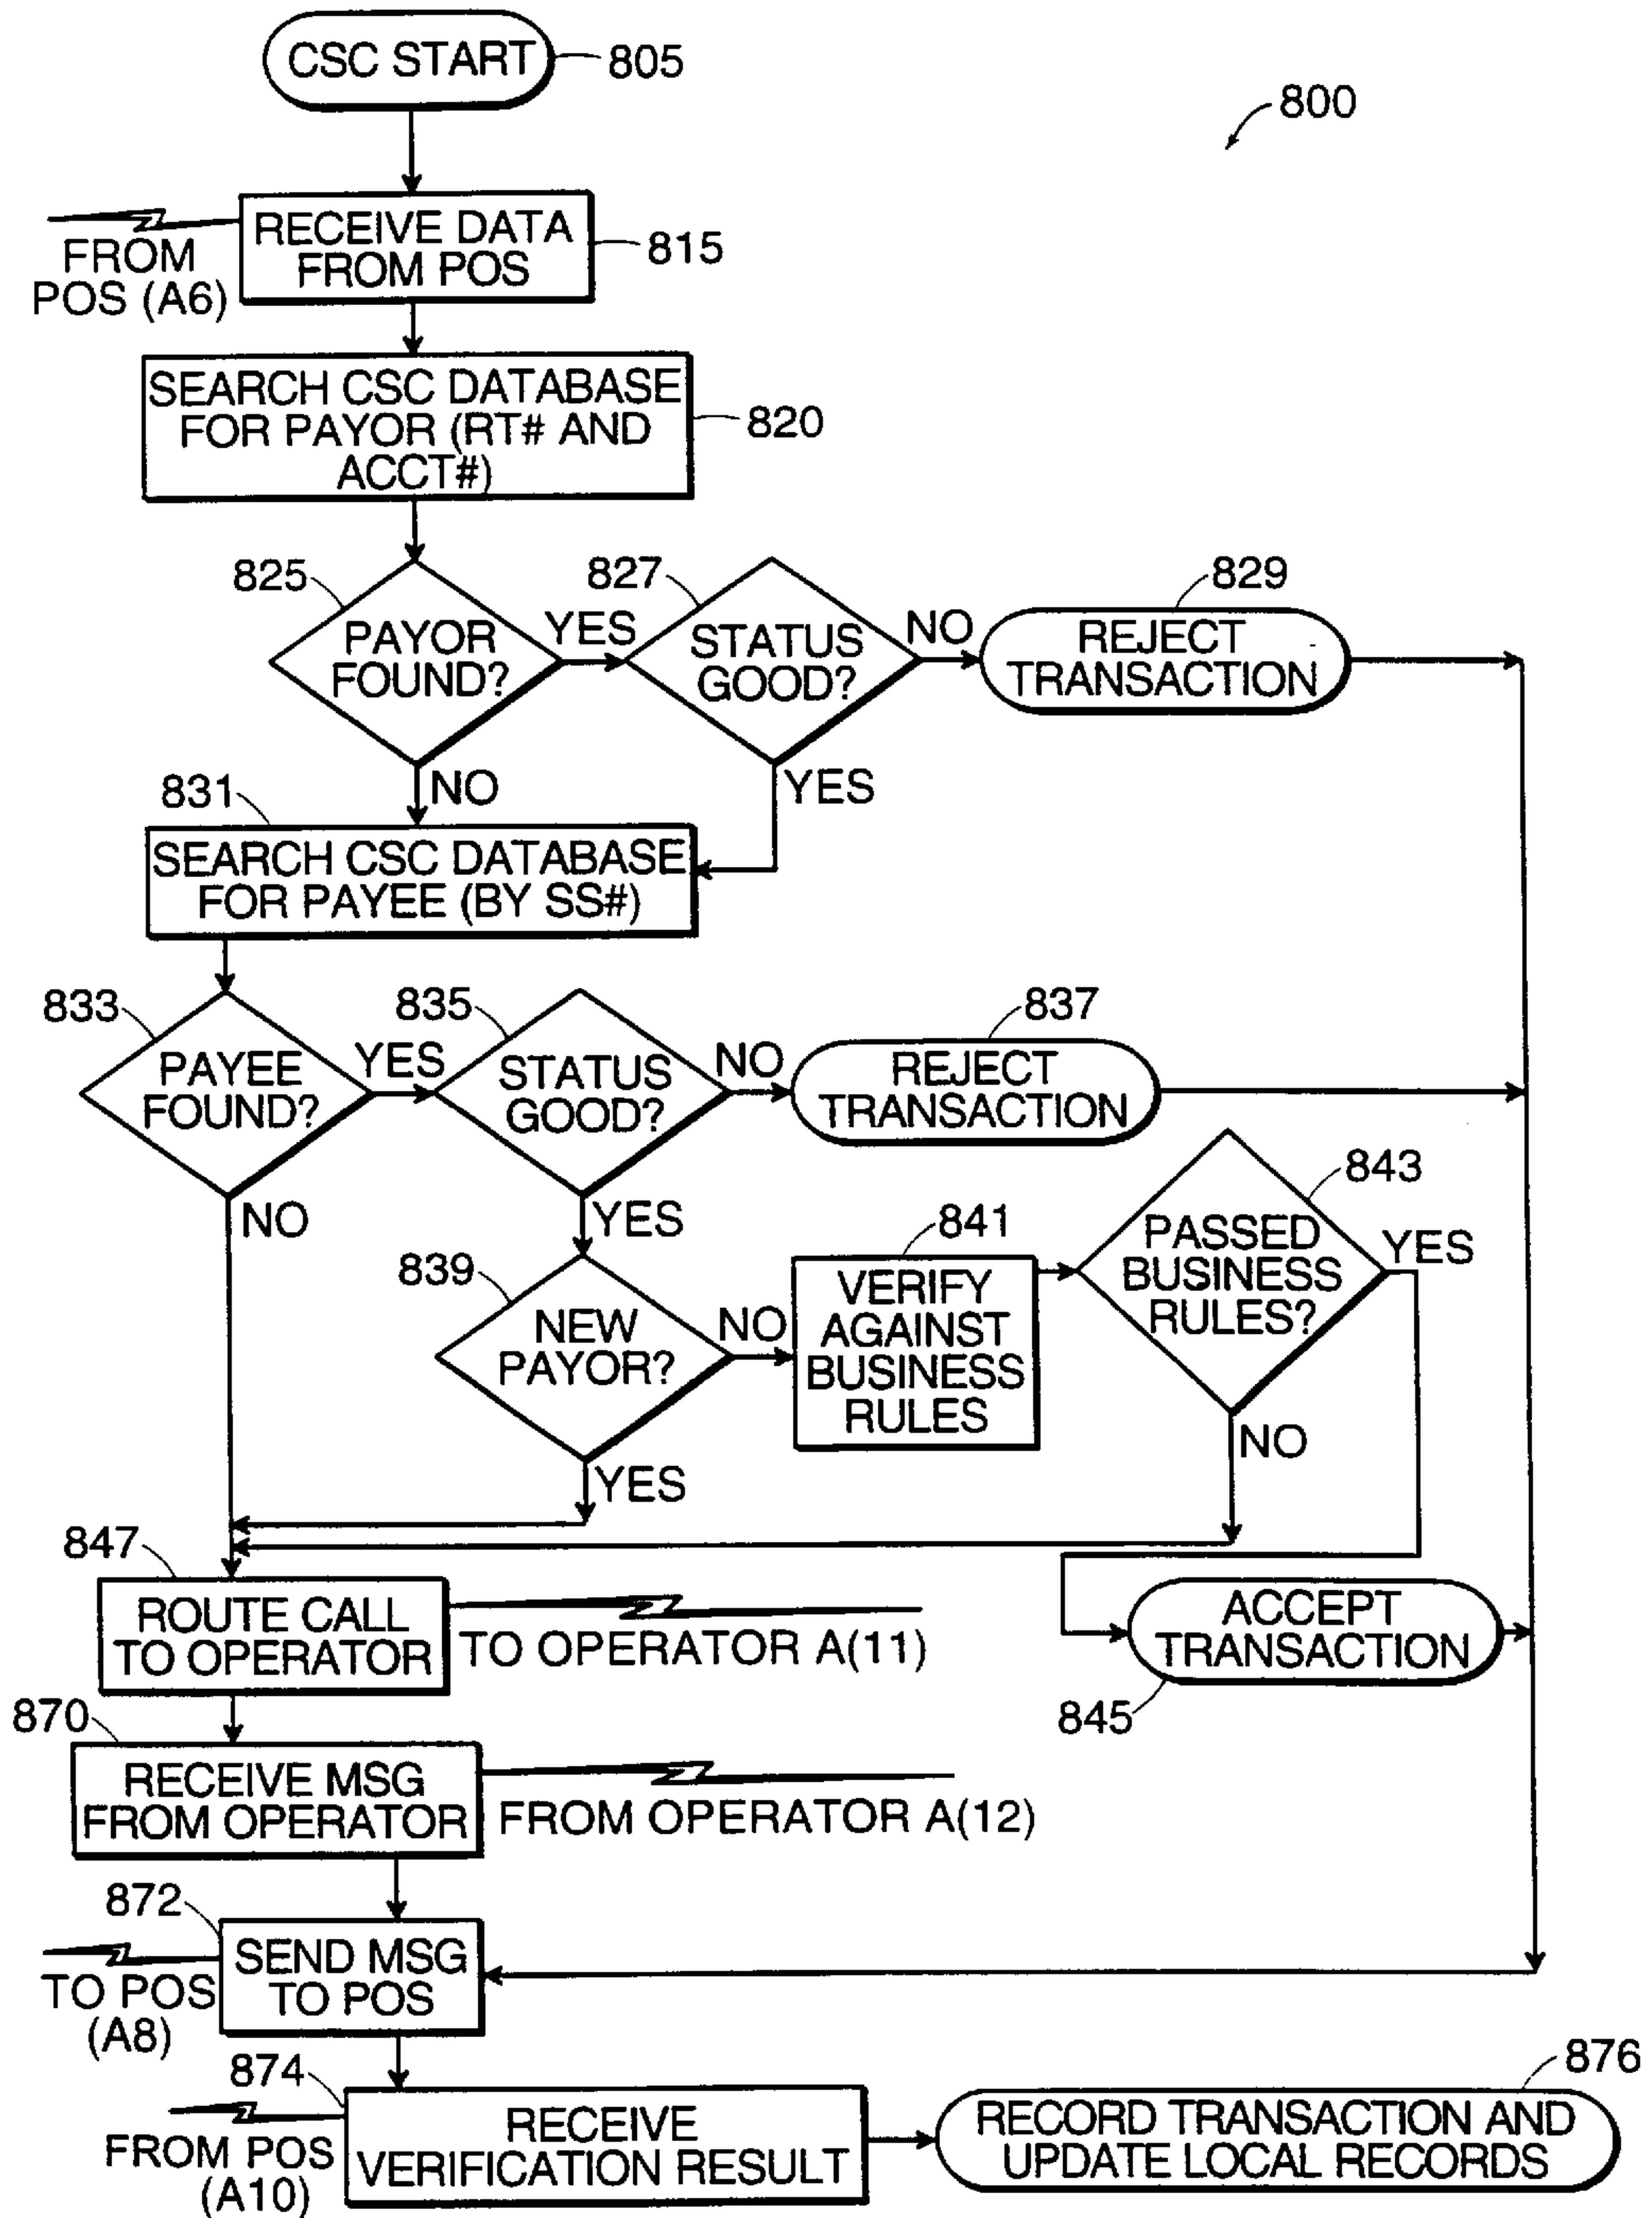 CSC START
805
800
RECEIVE DATA
FROM POS
815
FROM
POS (A6)
SEARCH CSC DATABASE
FOR PAYOR (RT# AND
ACCT#)
820
825
PAYOR
FOUND?
YES
NO
827
STATUS
GOOD?
NO
YES
829
REJECT
TRANSACTION
831
SEARCH CSC DATABASE
FOR PAYEE (BY SS#)
833
PAYEE
FOUND?
YES
NO
835
STATUS
GOOD?
NO
YES
837
REJECT
TRANSACTION
839
NEW
PAYOR?
NO
YES
841
VERIFY
AGAINST
BUSINESS
RULES
843
PASSED
BUSINESS
RULES?
YES
NO
847
ROUTE CALL
TO OPERATOR
TO OPERATOR A(11)
ACCEPT
TRANSACTION
845
870
RECEIVE MSG
FROM OPERATOR
FROM OPERATOR A(12)
872
SEND MSG
TO POS
TO POS
(A8)
874
RECEIVE
VERIFICATION RESULT
FROM POS
(A10)
876
RECORD TRANSACTION AND
UPDATE LOCAL RECORDS